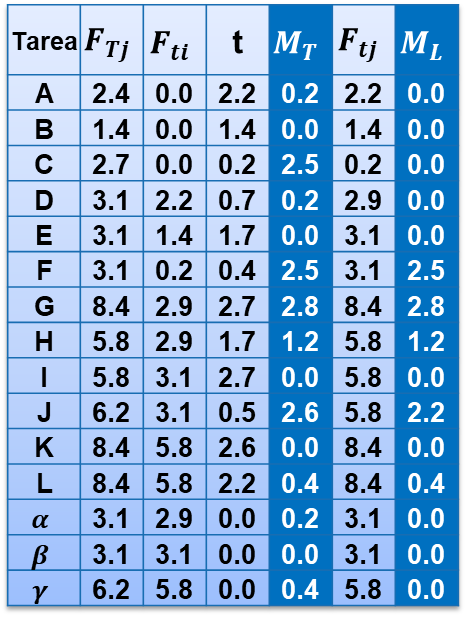 Tarea F_Tj F_ti t M_T F_tj M_L
A 2.4 0.0 2.2 0.2 2.2 0.0
B 1.4 0.0 1.4 0.0 1.4 0.0
C 2.7 0.0 0.2 2.5 0.2 0.0
D 3.1 2.2 0.7 0.2 2.9 0.0
E 3.1 1.4 1.7 0.0 3.1 0.0
F 3.1 0.2 0.4 2.5 3.1 2.5
G 8.4 2.9 2.7 2.8 8.4 2.8
H 5.8 2.9 1.7 1.2 5.8 1.2
I 5.8 3.1 2.7 0.0 5.8 0.0
J 6.2 3.1 0.5 2.6 5.8 2.2
K 8.4 5.8 2.6 0.0 8.4 0.0
L 8.4 5.8 2.2 0.4 8.4 0.4
α 3.1 2.9 0.0 0.2 3.1 0.0
β 3.1 3.1 0.0 0.0 3.1 0.0
γ 6.2 5.8 0.0 0.4 5.8 0.0